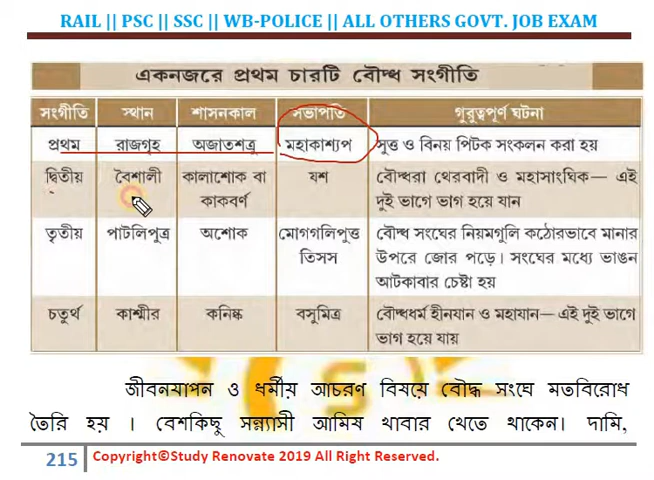 RAIL || PSC || SSC || WB-POLICE || ALL OTHERS GOVT. JOB EXAM
একনজরে প্রথম চারটি বৌদ্ধ সংগীতি
সংগীতি স্থান শাসনকাল সভাপতি গুরুত্বপূর্ণ ঘটনা
প্রথম রাজগৃহ অজাতশত্রু মহাকাশ্যপ সুত্ত ও বিনয় পিটক সংকলন করা হয়
দ্বিতীয় বৈশালী কালাশোক বা যশ বৌদ্ধরা থেরবাদী ও মহাসাংঘিক— এই
কাকবর্ণ দুই ভাগে ভাগ হয়ে যান
তৃতীয় পাটলিপুত্র অশোক মোগগলিপুত্ত বৌদ্ধ সংঘের নিয়মগুলি কঠোরভাবে মানার
তিসস উপরে জোর পড়ে। সংঘের মধ্যে ভাঙন
আটকাবার চেষ্টা হয়
চতুর্থ কাশ্মীর কনিষ্ক বসুমিত্র বৌদ্ধধর্ম হীনযান ও মহাযান— এই দুই ভাগে
ভাগ হয়ে যায়
জীবনযাপন ও ধর্মীয় আচরণ বিষয়ে বৌদ্ধ সংঘে মতবিরোধ
তৈরি হয় । বেশকিছু সন্ন্যাসী আমিষ খাবার খেতে থাকেন। দামি,
215 Copyright©Study Renovate 2019 All Right Reserved.